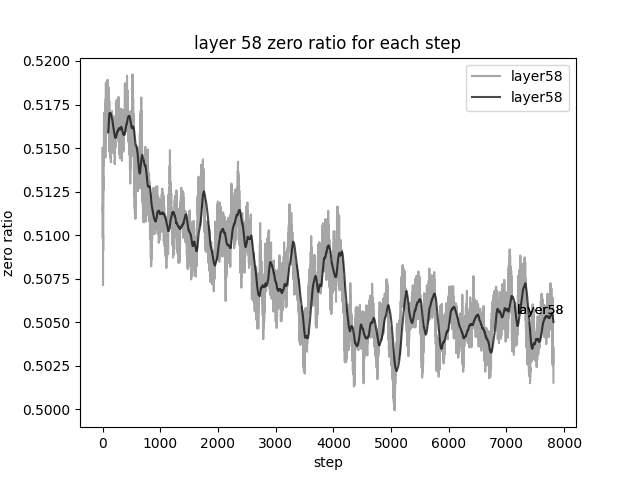 layer 58 zero ratio for each step
0.5200
0.5175
0.5150
0.5125
0.5100
0.5075
0.5050
0.5025
0.5000
zero ratio
layer58
layer58
layer58
0 1000 2000 3000 4000 5000 6000 7000 8000
step